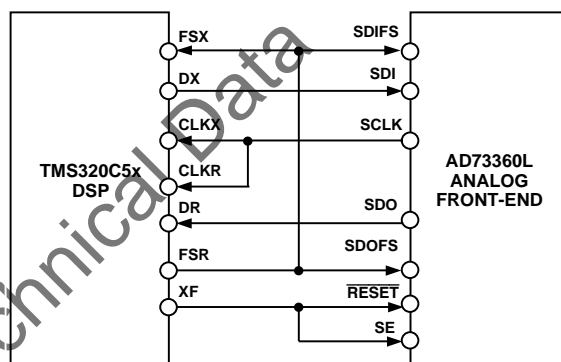 FSX
SDIFS
DX
SDI
CLKX
SCLK
TMS320C5x
DSP
CLKR
AD73360L
ANALOG
FRONT-END
DR
SDO
FSR
SDOFS
XF
RESET
SE
chnical Data